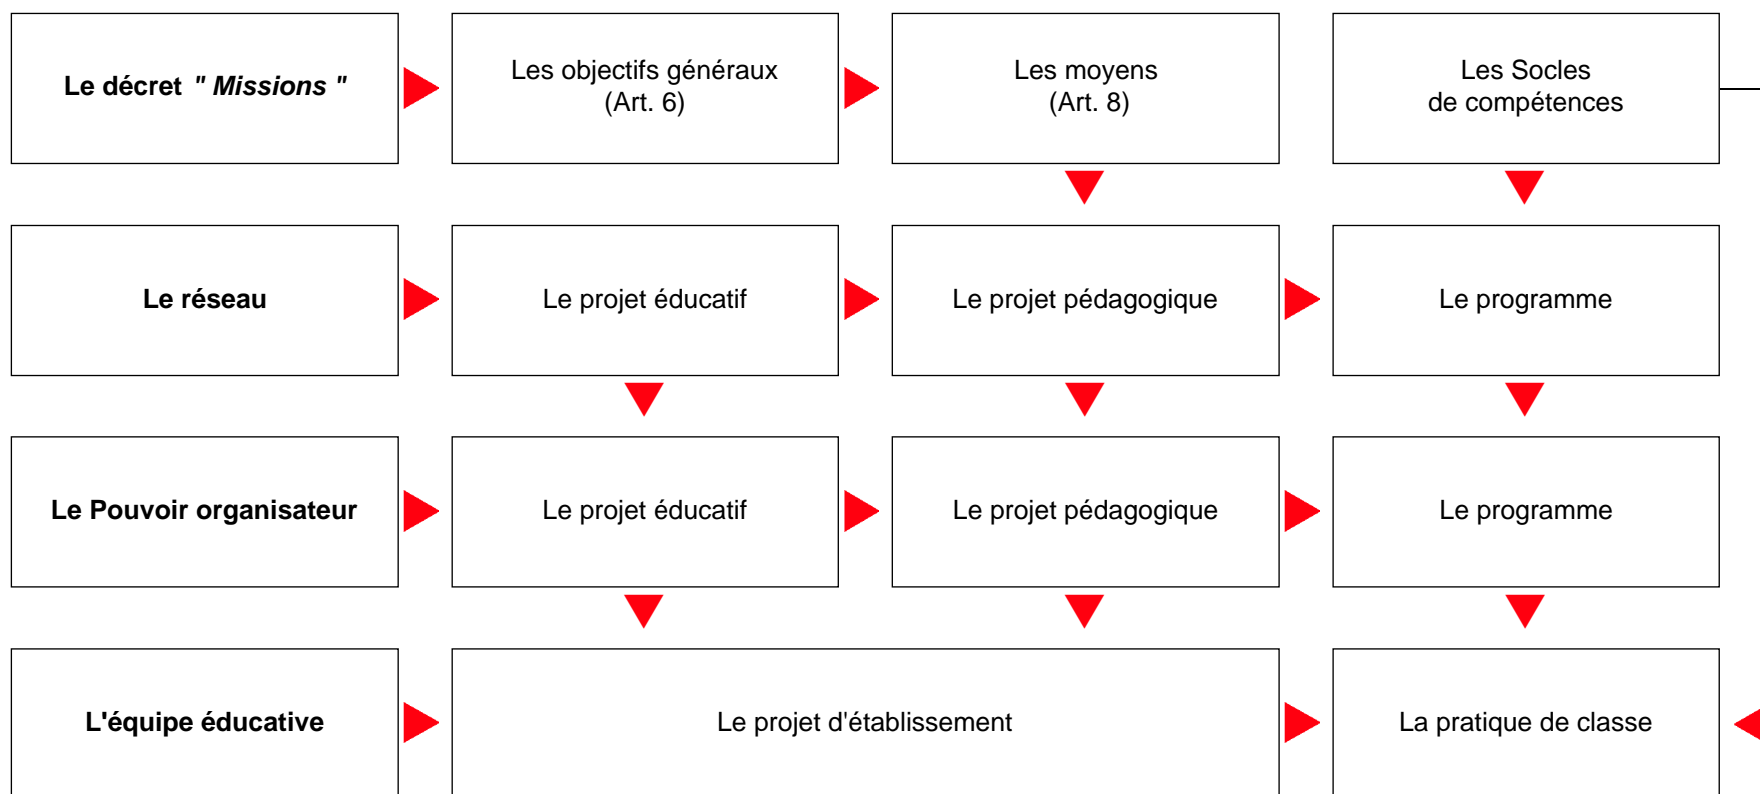 Le décret " Missions "
Les objectifs généraux
(Art. 6)
Les moyens
(Art. 8)
Les Socles
de compétences
Le réseau
Le projet éducatif
Le projet pédagogique
Le programme
Le Pouvoir organisateur
Le projet éducatif
Le projet pédagogique
Le programme
L'équipe éducative
Le projet d'établissement
La pratique de classe